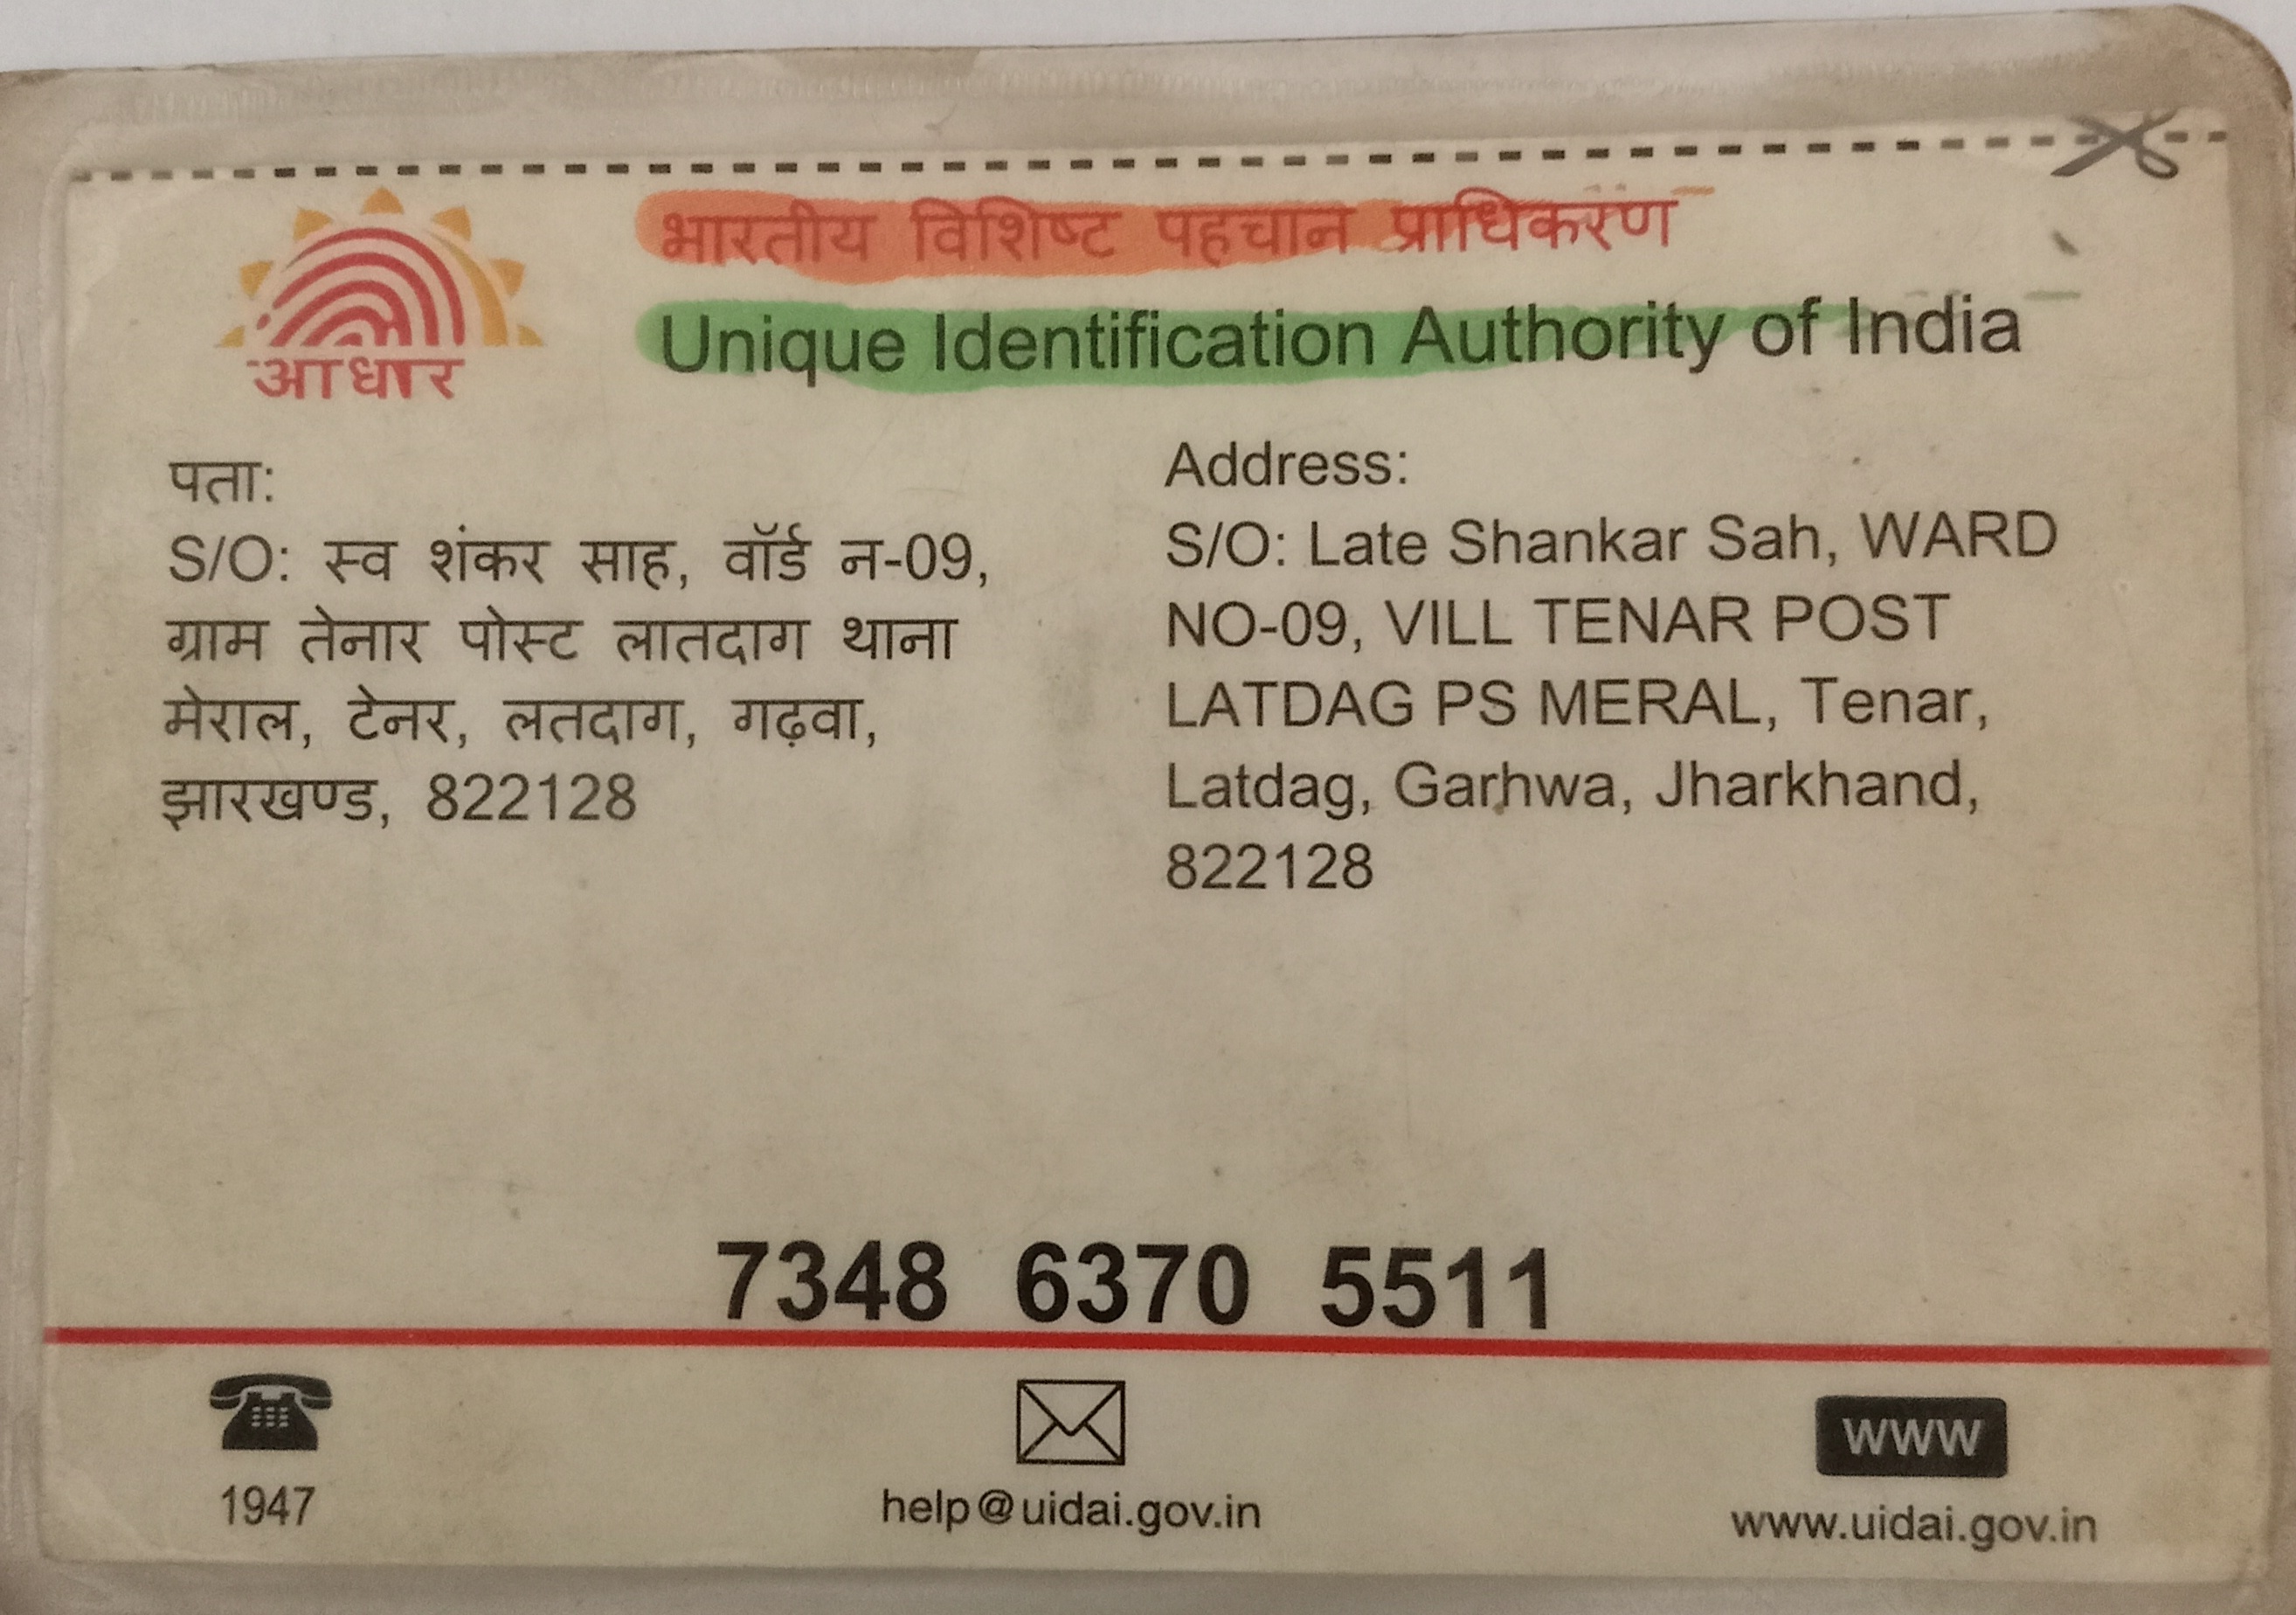 भारतीय विशिष्ट पहचान प्राधिकरण
Unique Identification Authority of India
आधार
पता:
S/O: स्व शंकर साह, वॉर्ड न-09,
ग्राम तेनार पोस्ट लातदाग थाना
मेराल, टेनर, लतदाग, गढ़वा,
झारखण्ड, 822128
Address:
S/O: Late Shankar Sah, WARD
NO-09, VILL TENAR POST
LATDAG PS MERAL, Tenar,
Latdag, Garhwa, Jharkhand,
822128
7348 6370 5511
1947
help@uidai.gov.in
WWW
www.uidai.gov.in